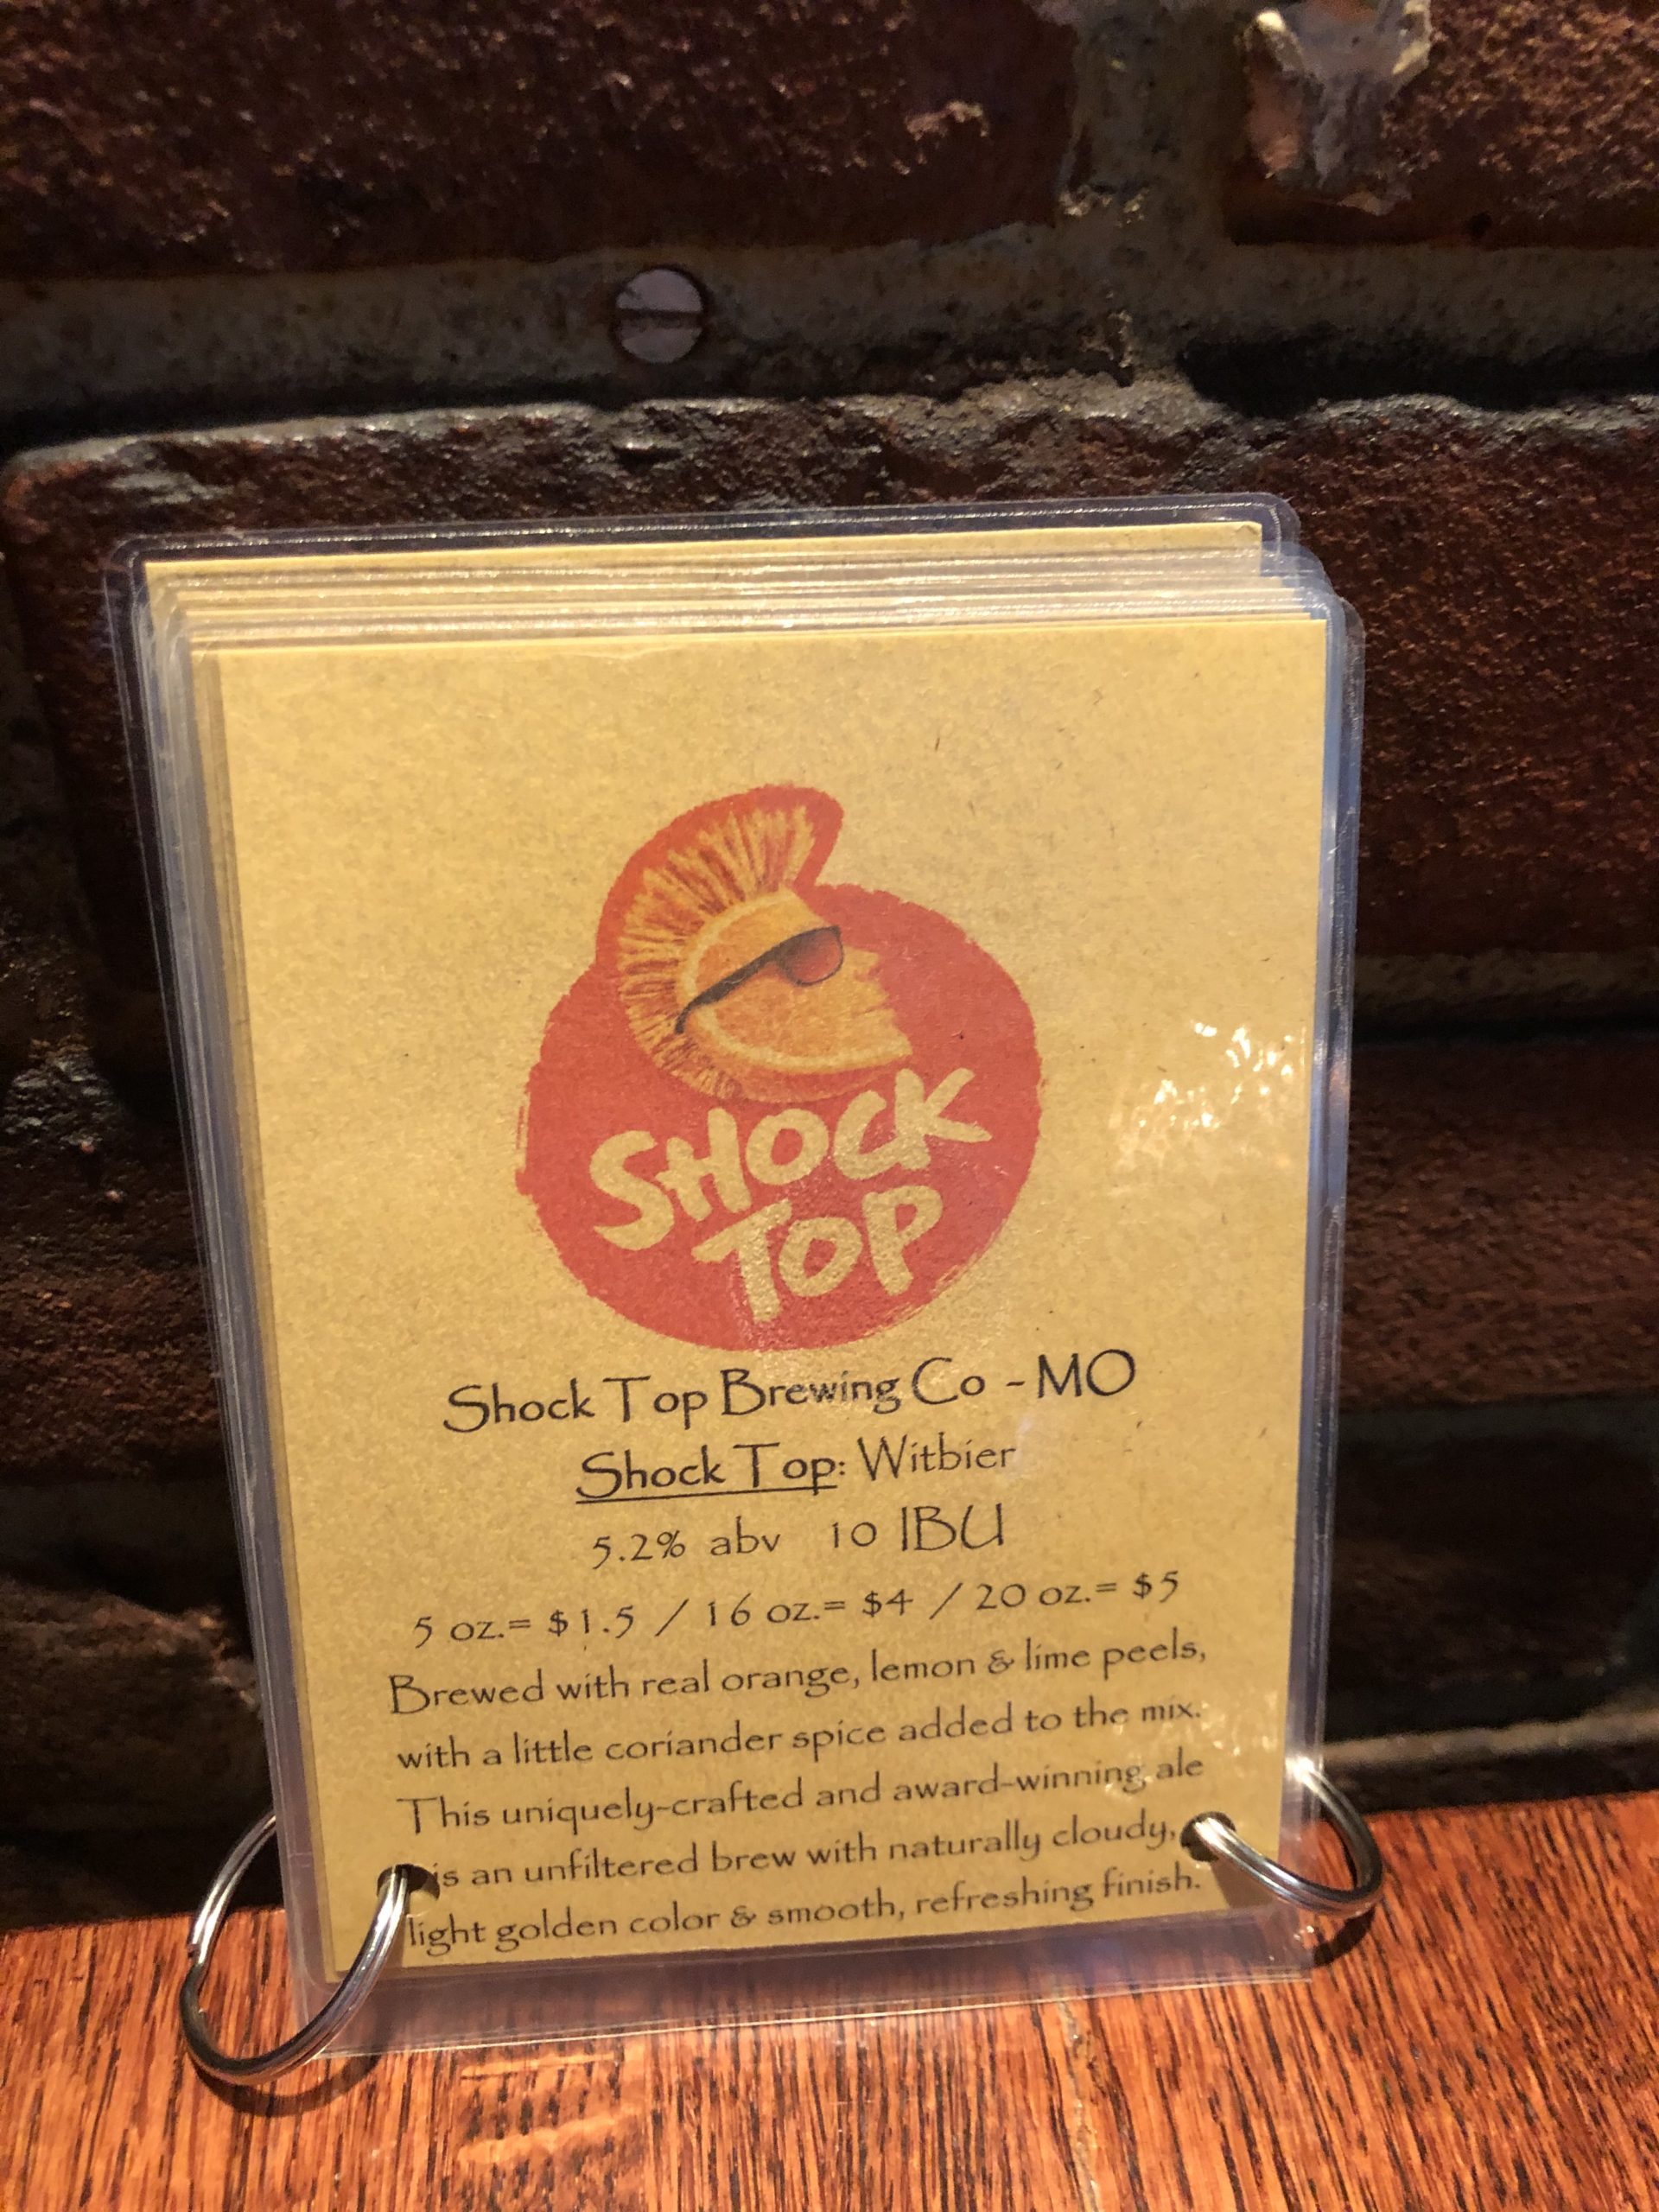 SHOCK
TOP
Shock Top Brewing Co - MO
Shock Top: Witbier
5.2% abv 10 IBU
5 oz.= $1.5 / 16 oz.= $4 / 20 oz.= $5
Brewed with real orange, lemon & lime peels,
with a little coriander spice added to the mix.
This uniquely-crafted and award-winning ale
is an unfiltered brew with naturally cloudy,
light golden color & smooth, refreshing finish.